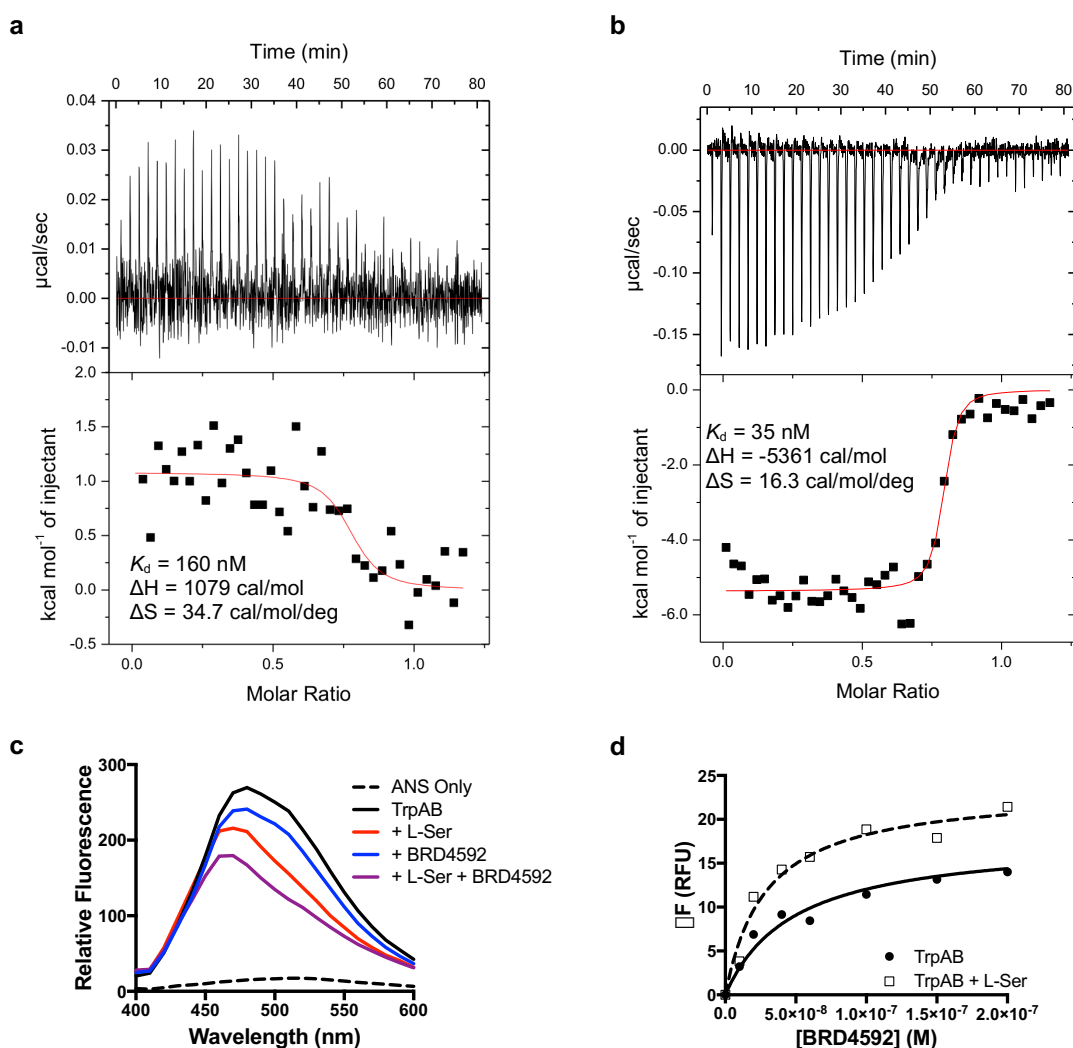 a
Time (min)
0 10 20 30 40 50 60 70 80
0.04
0.03
0.02
0.01
0.00
-0.01
µcal/sec
2.0
1.5
1.0
0.5
0.0
-0.5
kcal mol⁻¹ of injectant
Kd = 160 nM
ΔH = 1079 cal/mol
ΔS = 34.7 cal/mol/deg
0.0 0.5 1.0
Molar Ratio
b
Time (min)
0 10 20 30 40 50 60 70 80
0.00
-0.05
-0.10
-0.15
µcal/sec
0.0
-2.0
-4.0
-6.0
kcal mol⁻¹ of injectant
Kd = 35 nM
ΔH = -5361 cal/mol
ΔS = 16.3 cal/mol/deg
0.0 0.5 1.0
Molar Ratio
c
300
200
100
0
Relative Fluorescence
ANS Only
TrpAB
+ L-Ser
+ BRD4592
+ L-Ser + BRD4592
400 450 500 550 600
Wavelength (nm)
d
25
20
15
10
5
0
□F (RFU)
TrpAB
TrpAB + L-Ser
0.0 5.0×10⁻⁸ 1.0×10⁻⁷ 1.5×10⁻⁷ 2.0×10⁻⁷
[BRD4592] (M)